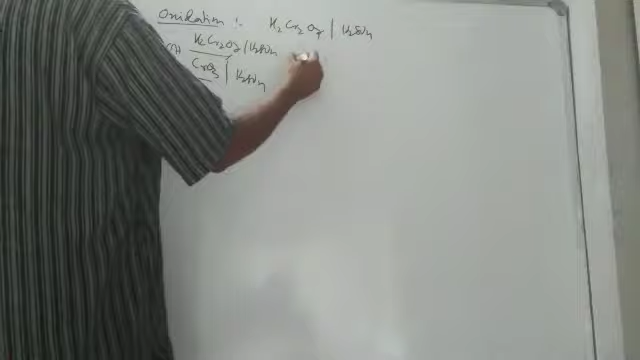 Oxidation :- K₂Cr₂O₇ | H₂SO₄
K₂Cr₂O₇ | H₂SO₄
CrO₃ | H₂SO₄